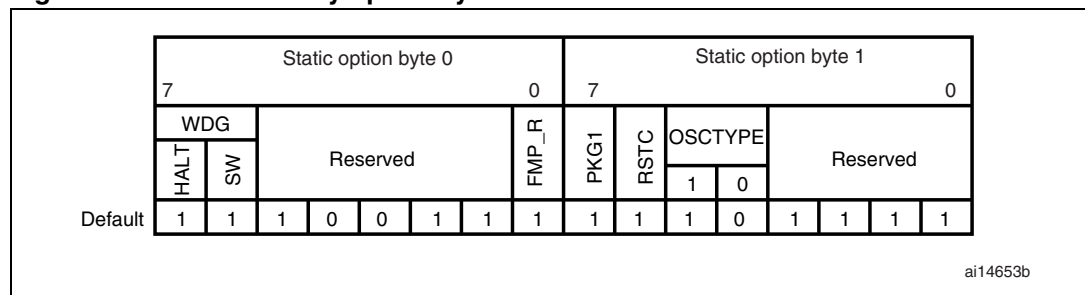 Static option byte 0 Static option byte 1
7 0 7 0
WDG Reserved FMP_R PKG1 RSTC OSCTYPE Reserved
HALT SW 1 0
Default 1 1 1 0 0 1 1 1 1 1 1 0 1 1 1 1
ai14653b